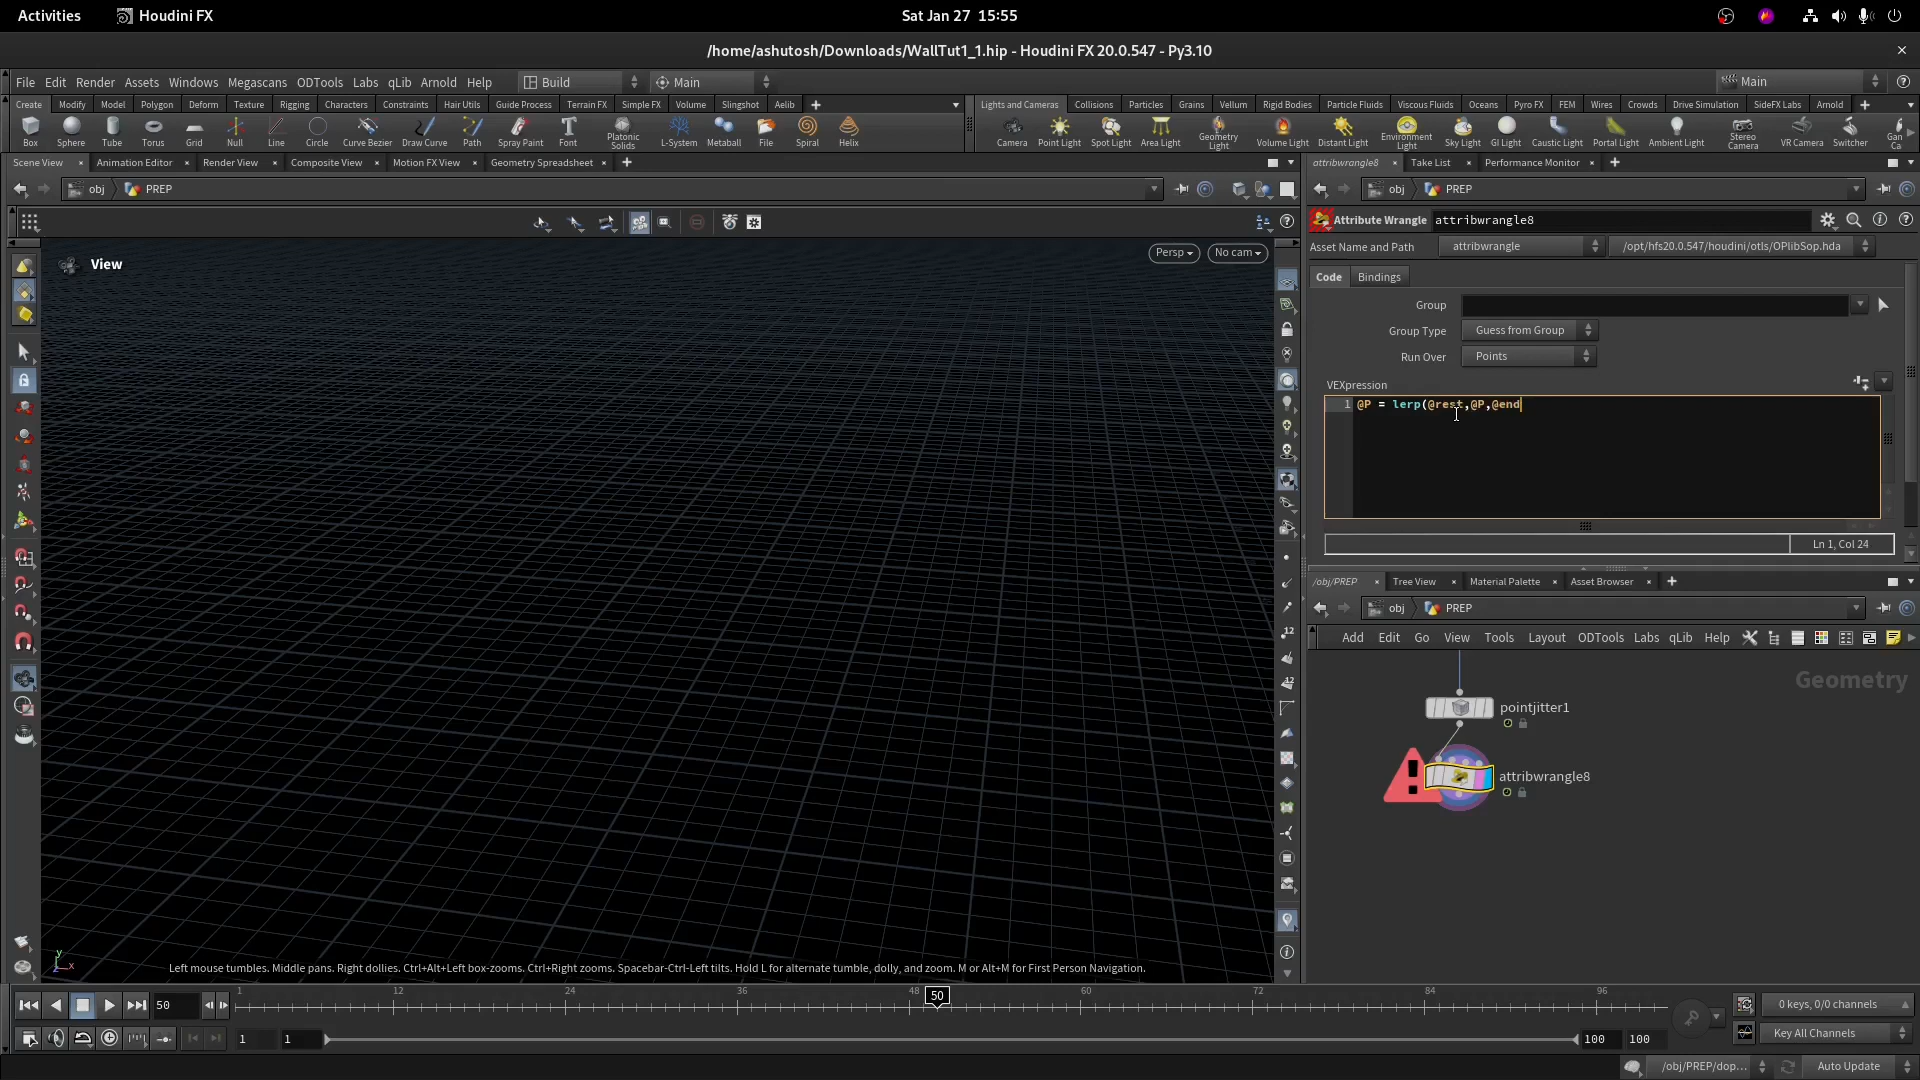 Activities
Houdini FX
Sat Jan 27 15:55
/home/ashutosh/Downloads/WallTut1_1.hip - Houdini FX 20.0.547 - Py3.10
File Edit Render Assets Windows Megascans ODTools Labs qLib Arnold Help
Build
Main
Main
Create Modify Model Polygon Deform Texture Rigging Characters Constraints Hair Utils Guide Process Terrain FX Simple FX Volume Slingshot Aelib
Lights and Cameras Collisions Particles Grains Vellum Rigid Bodies Particle Fluids Viscous Fluids Oceans Pyro FX FEM Wires Crowds Drive Simulation SideFX Labs Arnold
Box Sphere Tube Torus Grid Null Line Circle Curve Bezier Draw Curve Path Spray Paint Font Platonic Solids L-System Metaball File Spiral Helix
Camera Point Light Spot Light Area Light Geometry Light Volume Light Distant Light Environment Light Sky Light GI Light Caustic Light Portal Light Ambient Light Stereo Camera VR Camera Switcher Gan Ca
Scene View Animation Editor Render View Composite View Motion FX View Geometry Spreadsheet
attribwrangle8 Take List Performance Monitor
obj PREP
obj PREP
Attribute Wrangle attribwrangle8
Asset Name and Path attribwrangle /opt/hfs20.0.547/houdini/otls/OPlibSop.hda
View
Persp
No cam
Code Bindings
Group
Group Type Guess from Group
Run Over Points
VEXpression
1 @P = lerp(@rest,@P,@end
Ln 1, Col 24
/obj/PREP Tree View Material Palette Asset Browser
obj PREP
Add Edit Go View Tools Layout ODTools Labs qLib Help
Geometry
pointjitter1
attribwrangle8
Left mouse tumbles. Middle pans. Right dollies. Ctrl+Alt+Left box-zooms. Ctrl+Right zooms. Spacebar-Ctrl-Left tilts. Hold L for alternate tumble, dolly, and zoom. M or Alt+M for First Person Navigation.
50
1 12 24 36 48 50 60 72 84 96
0 keys, 0/0 channels
1 1 100 100
Key All Channels
/obj/PREP/dop...
Auto Update